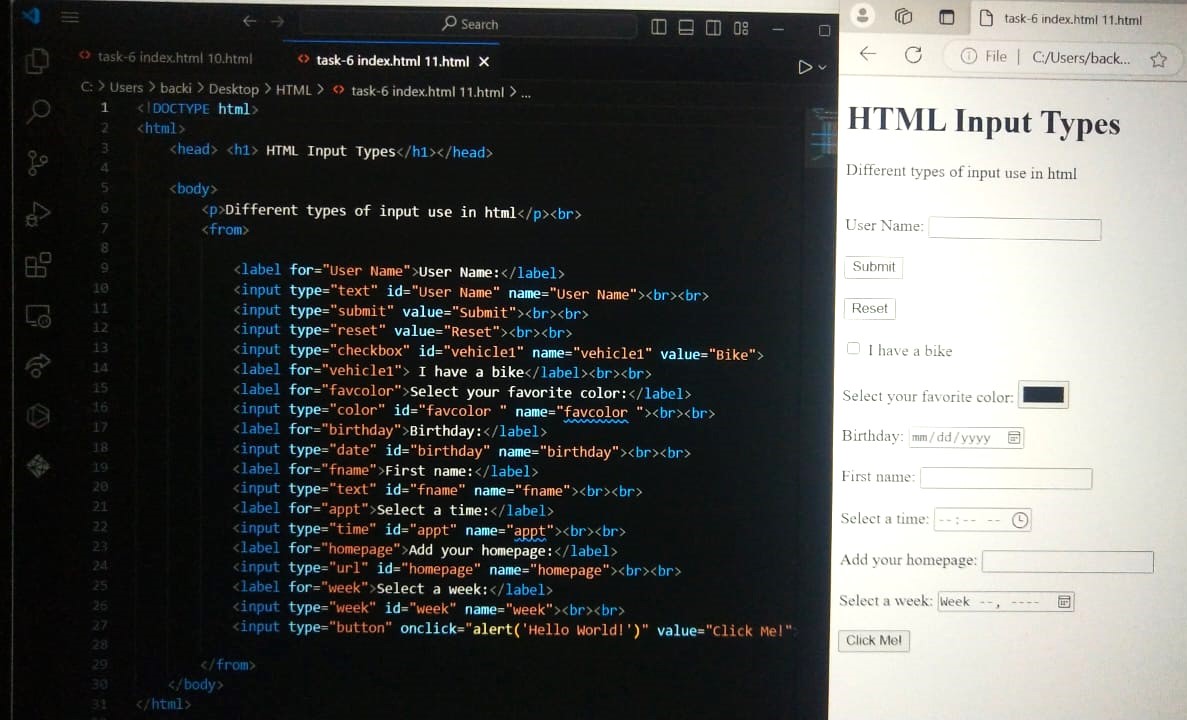 Search
task-6 index.html 10.html
task-6 index.html 11.html
C: > Users > backi > Desktop > HTML > <> task-6 index.html 11.html > ...
1 <!DOCTYPE html>
2 <html>
3 <head> <h1> HTML Input Types</h1></head>
4
5 <body>
6 <p>Different types of input use in html</p><br>
7 <from>
8
9 <label for="User Name">User Name:</label>
10 <input type="text" id="User Name" name="User Name"><br><br>
11 <input type="submit" value="Submit"><br><br>
12 <input type="reset" value="Reset"><br><br>
13 <input type="checkbox" id="vehicle1" name="vehicle1" value="Bike">
14 <label for="vehicle1"> I have a bike</label><br><br>
15 <label for="favcolor">Select your favorite color:</label>
16 <input type="color" id="favcolor " name="favcolor "><br><br>
17 <label for="birthday">Birthday:</label>
18 <input type="date" id="birthday" name="birthday"><br><br>
19 <label for="fname">First name:</label>
20 <input type="text" id="fname" name="fname"><br><br>
21 <label for="appt">Select a time:</label>
22 <input type="time" id="appt" name="appt"><br><br>
23 <label for="homepage">Add your homepage:</label>
24 <input type="url" id="homepage" name="homepage"><br><br>
25 <label for="week">Select a week:</label>
26 <input type="week" id="week" name="week"><br><br>
27 <input type="button" onclick="alert('Hello World!')" value="Click Me!"
28
29 </from>
30 </body>
31 </html>
task-6 index.html 11.html
File | C:/Users/back...
HTML Input Types
Different types of input use in html
User Name:
Submit
Reset
I have a bike
Select your favorite color:
Birthday: mm/dd/yyyy
First name:
Select a time: --:-- --
Add your homepage:
Select a week: Week --, ----
Click Me!